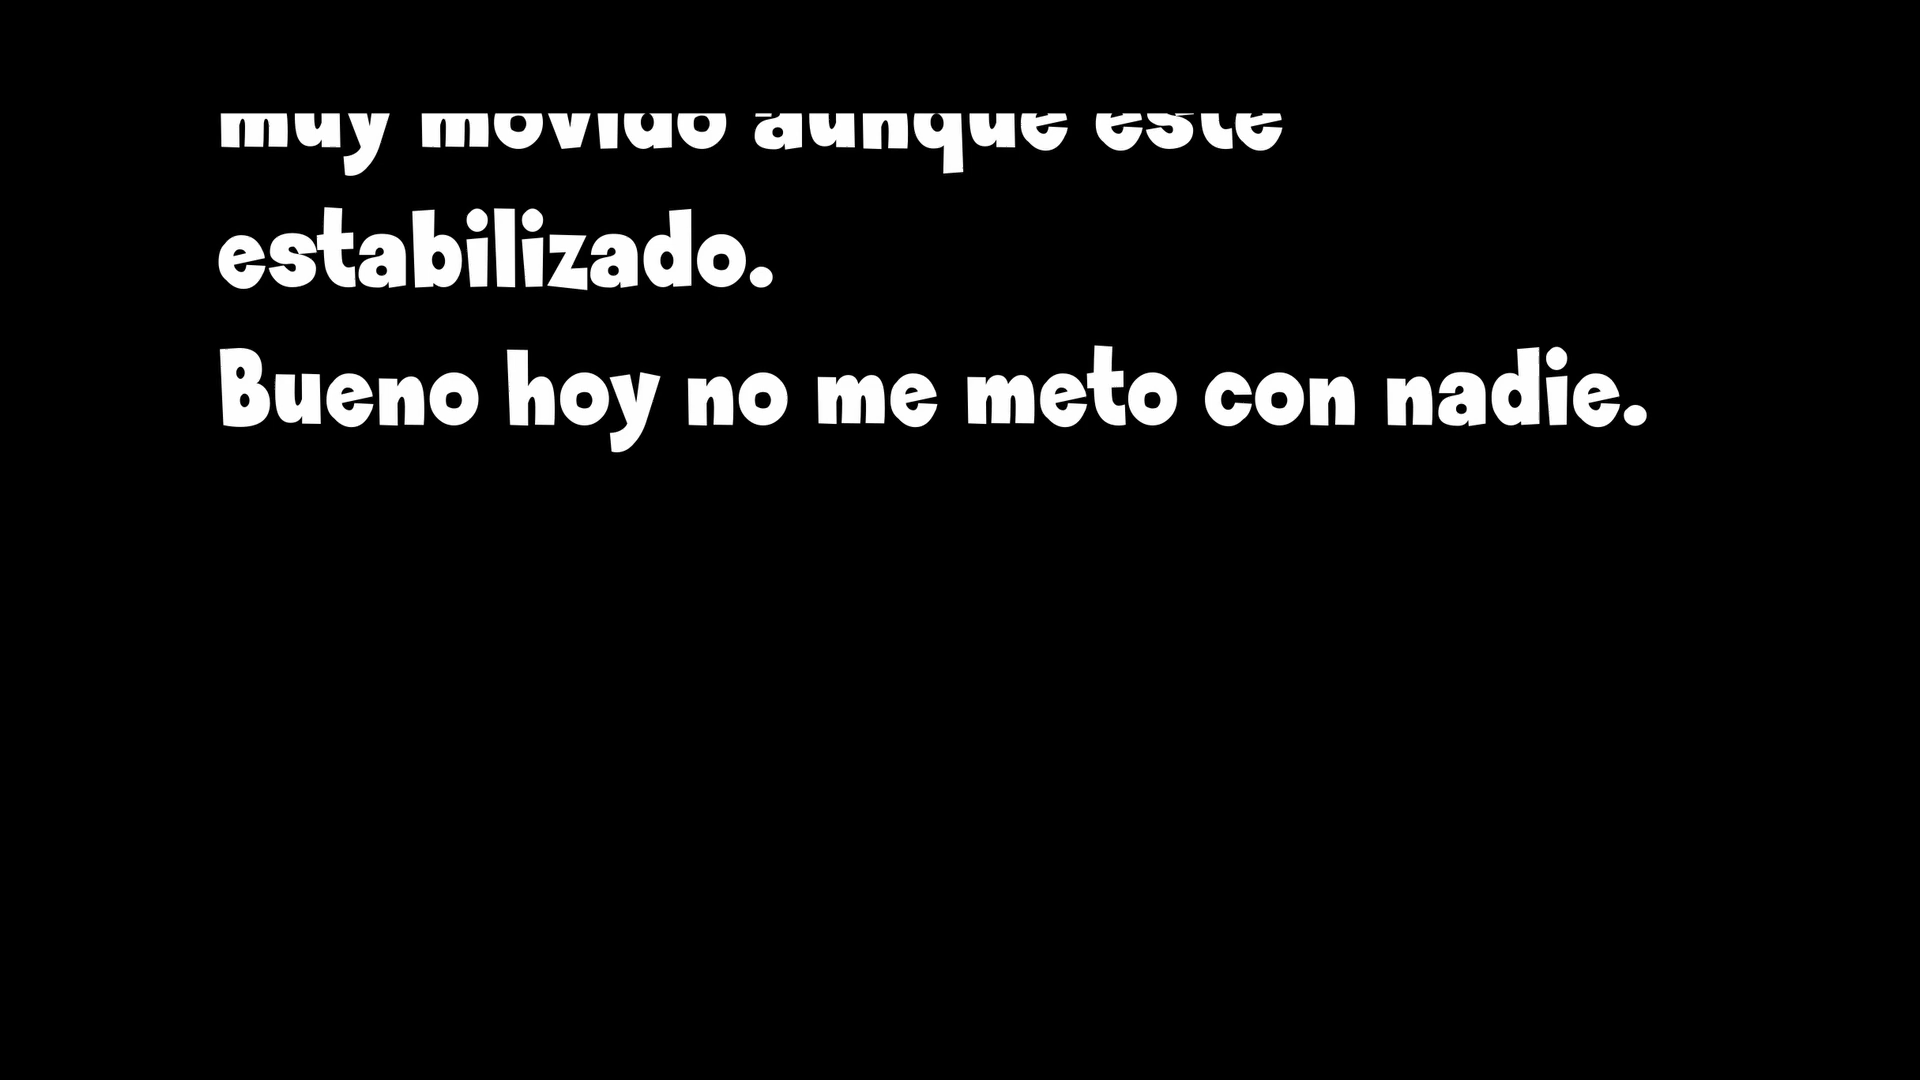 muy movido aunque este
estabilizado.
Bueno hoy no me meto con nadie.